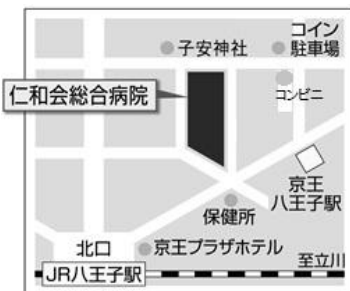 コイン
駐車場
子安神社
仁和会総合病院
コンビニ
京王
八王子駅
保健所
北口
京王プラザホテル
至立川
JR八王子駅